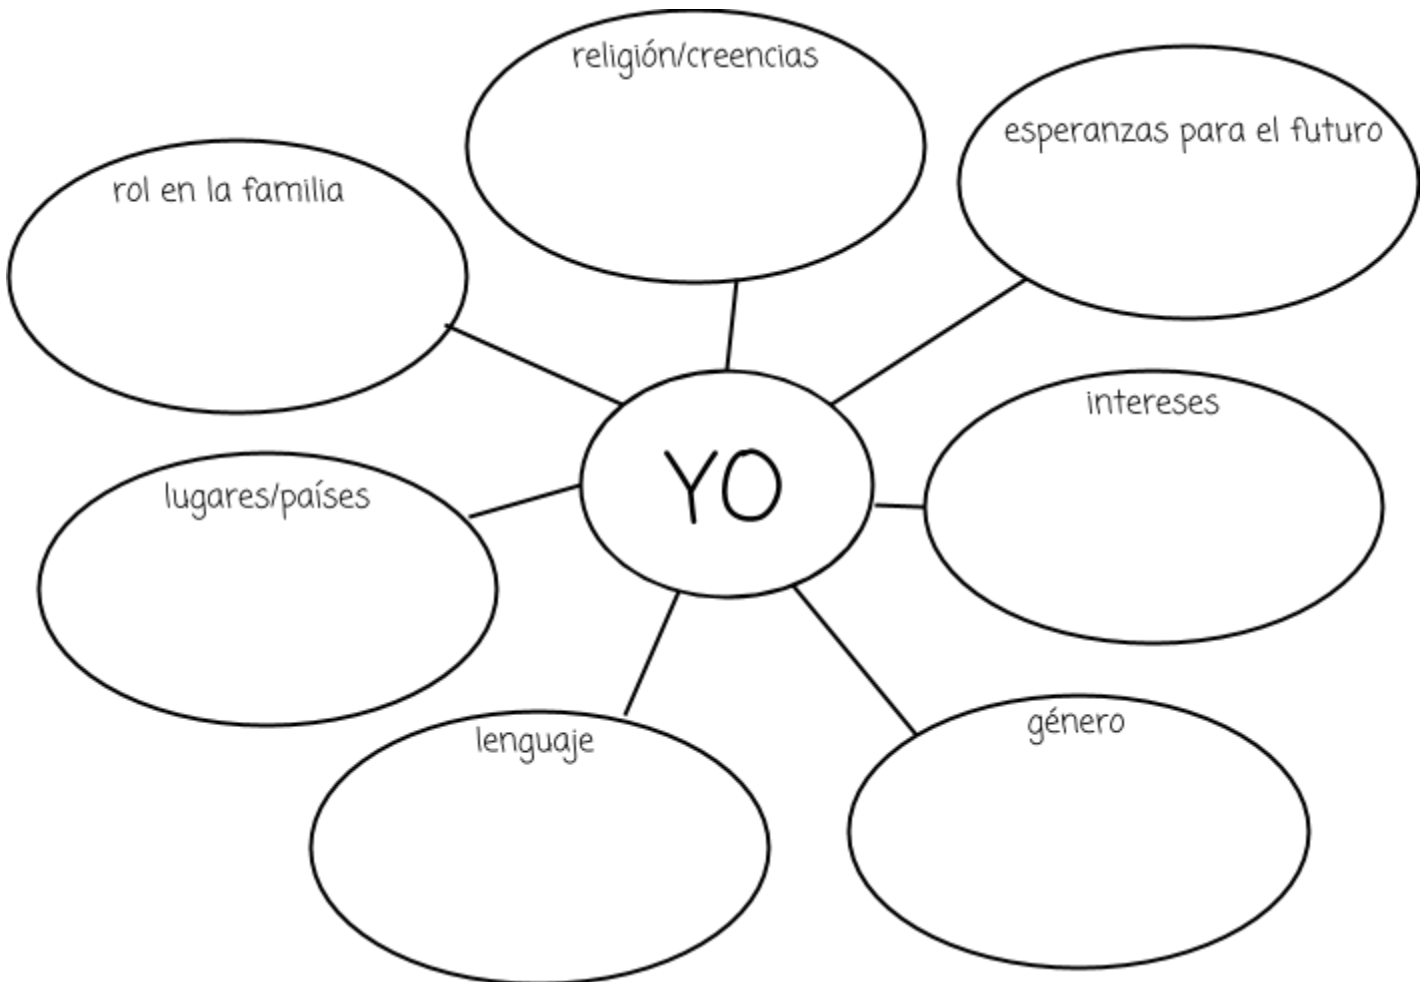 religión/creencias
esperanzas para el futuro
rol en la familia
intereses
YO
lugares/países
género
lenguaje